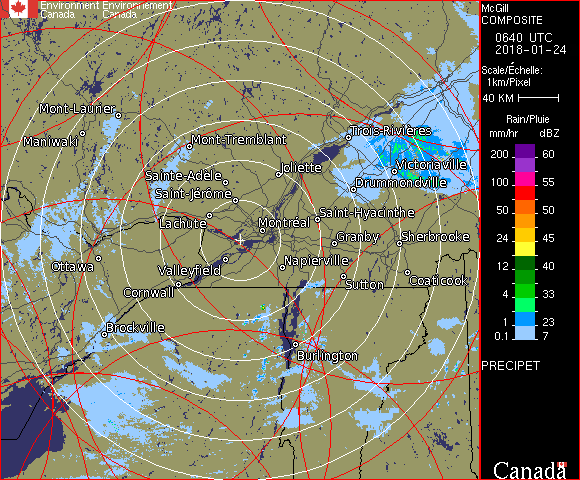 Environment Environnement
Canada Canada
McGill
COMPOSITE
0640 UTC
2018-01-24
Scale/Échelle:
1km/Pixel
40 KM
Rain/Pluie
mm/hr dBZ
200 60
150 57
100 55
50 50
24 45
12 40
4 33
1 23
0.1 7
PRECIPET
Canada
Mont-Laurier
Maniwaki
Mont-Tremblant
Trois-Rivières
Joliette
Victoriaville
Sainte-Adèle
Drummondville
Saint-Jérôme
Saint-Hyacinthe
Lachute
Montréal
Granby
Sherbrooke
Ottawa
Valleyfield
Napierville
Cornwall
Sutton
Coaticook
Brockville
Burlington